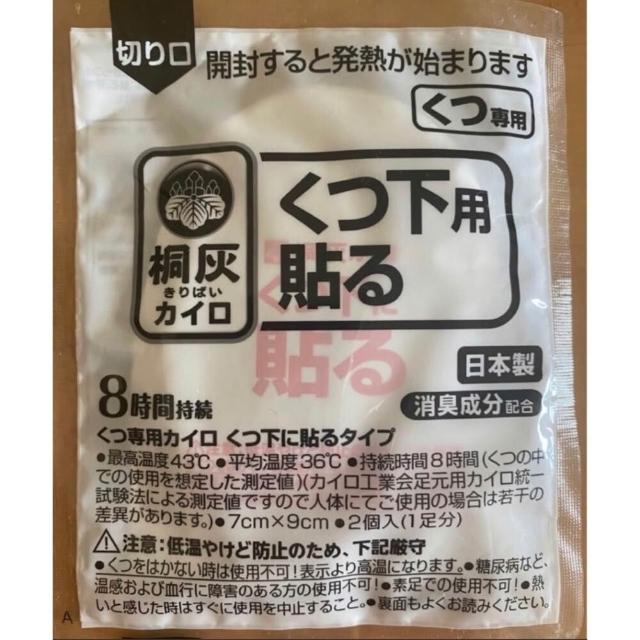 切り口
開封すると発熱が始まります
くつ専用
桐灰
きりばい
カイロ
くつ下用
貼る
くつ下に
貼る
日本製
8時間持続
消臭成分配合
くつ専用カイロ くつ下に貼るタイプ
●最高温度43℃ ●平均温度36℃ ●持続時間8時間(くつの中
での使用を想定した測定値)(カイロ工業会足元用カイロ統一
試験法による測定値ですので人体にてご使用の場合は若干の
差異があります。) ●7cm×9cm ●2個入(1足分)
⚠注意:低温やけど防止のため、下記厳守
●くつをはかない時は使用不可!表示より高温になります。●糖尿病など、
温感および血行に障害のある方の使用不可!●素足での使用不可!●熱
いと感じた時はすぐに使用を中止すること。●裏面もよくお読みください。
A